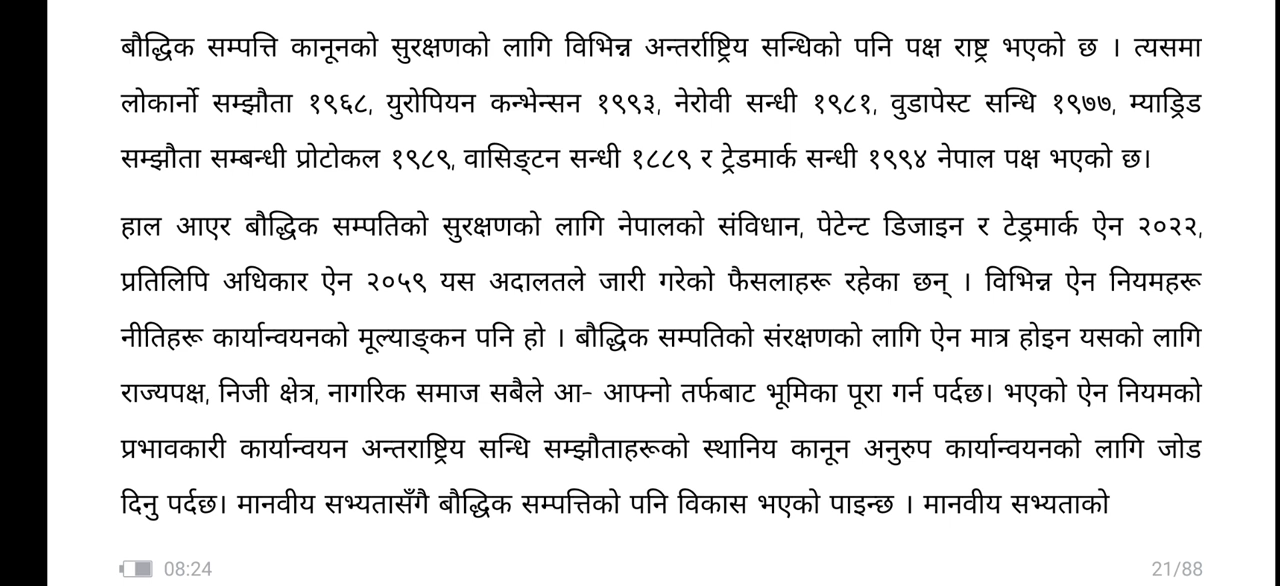 बौद्धिक सम्पत्ति कानूनको सुरक्षणको लागि विभिन्न अन्तर्राष्ट्रिय सन्धिको पनि पक्ष राष्ट्र भएको छ । त्यसमा
लोकार्नो सम्झौता १९६८, युरोपियन कन्भेन्सन १९९३, नेरोवी सन्धी १९८१, वुडापेस्ट सन्धि १९७७, म्याड्रिड
सम्झौता सम्बन्धी प्रोटोकल १९८९, वासिङ्टन सन्धी १८८९ र ट्रेडमार्क सन्धी १९९४ नेपाल पक्ष भएको छ।
हाल आएर बौद्धिक सम्पतिको सुरक्षणको लागि नेपालको संविधान, पेटेन्ट डिजाइन र टेड्रमार्क ऐन २०२२,
प्रतिलिपि अधिकार ऐन २०५९ यस अदालतले जारी गरेको फैसलाहरू रहेका छन् । विभिन्न ऐन नियमहरू
नीतिहरू कार्यान्वयनको मूल्याङ्कन पनि हो । बौद्धिक सम्पतिको संरक्षणको लागि ऐन मात्र होइन यसको लागि
राज्यपक्ष, निजी क्षेत्र, नागरिक समाज सबैले आ- आफ्नो तर्फबाट भूमिका पूरा गर्न पर्दछ। भएको ऐन नियमको
प्रभावकारी कार्यान्वयन अन्तराष्ट्रिय सन्धि सम्झौताहरूको स्थानिय कानून अनुरुप कार्यान्वयनको लागि जोड
दिनु पर्दछ। मानवीय सभ्यतासँगै बौद्धिक सम्पत्तिको पनि विकास भएको पाइन्छ । मानवीय सभ्यताको
08:24 21/88